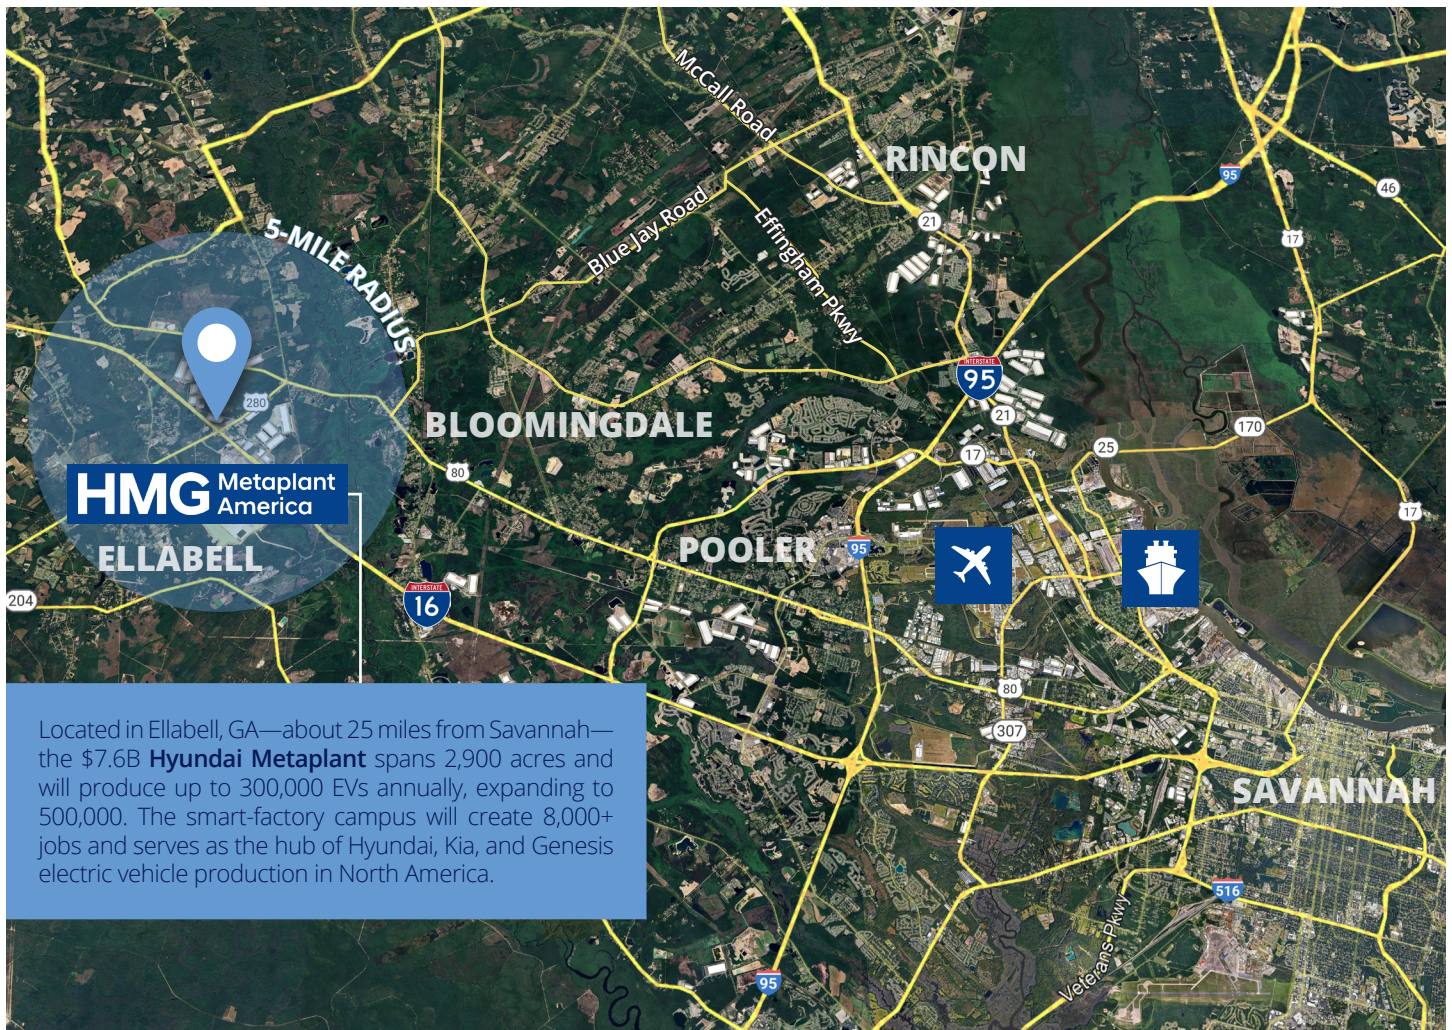 McCall Road
RINCON
95
46
21
Blue Jay Road
Effingham Pkwy
17
5-MILE RADIUS
INTERSTATE
95
280
21
BLOOMINGDALE
170
25
17
80
HMG Metaplant
America
17
POOLER
95
ELLABELL
INTERSTATE
16
204
80
307
Located in Ellabell, GA—about 25 miles from Savannah—
the $7.6B Hyundai Metaplant spans 2,900 acres and
will produce up to 300,000 EVs annually, expanding to
500,000. The smart-factory campus will create 8,000+
jobs and serves as the hub of Hyundai, Kia, and Genesis
electric vehicle production in North America.
SAVANNAH
516
Veterans Pkwy
95